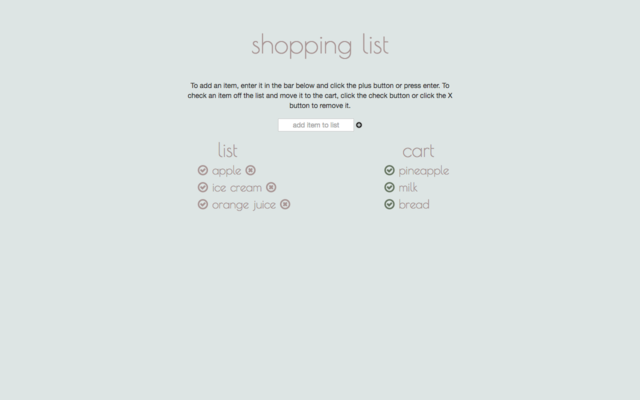 shopping list
To add an item, enter it in the bar below and click the plus button or press enter. To
check an item off the list and move it to the cart, click the check button or click the X
button to remove it.
add item to list
list
apple
ice cream
orange juice
cart
pineapple
milk
bread